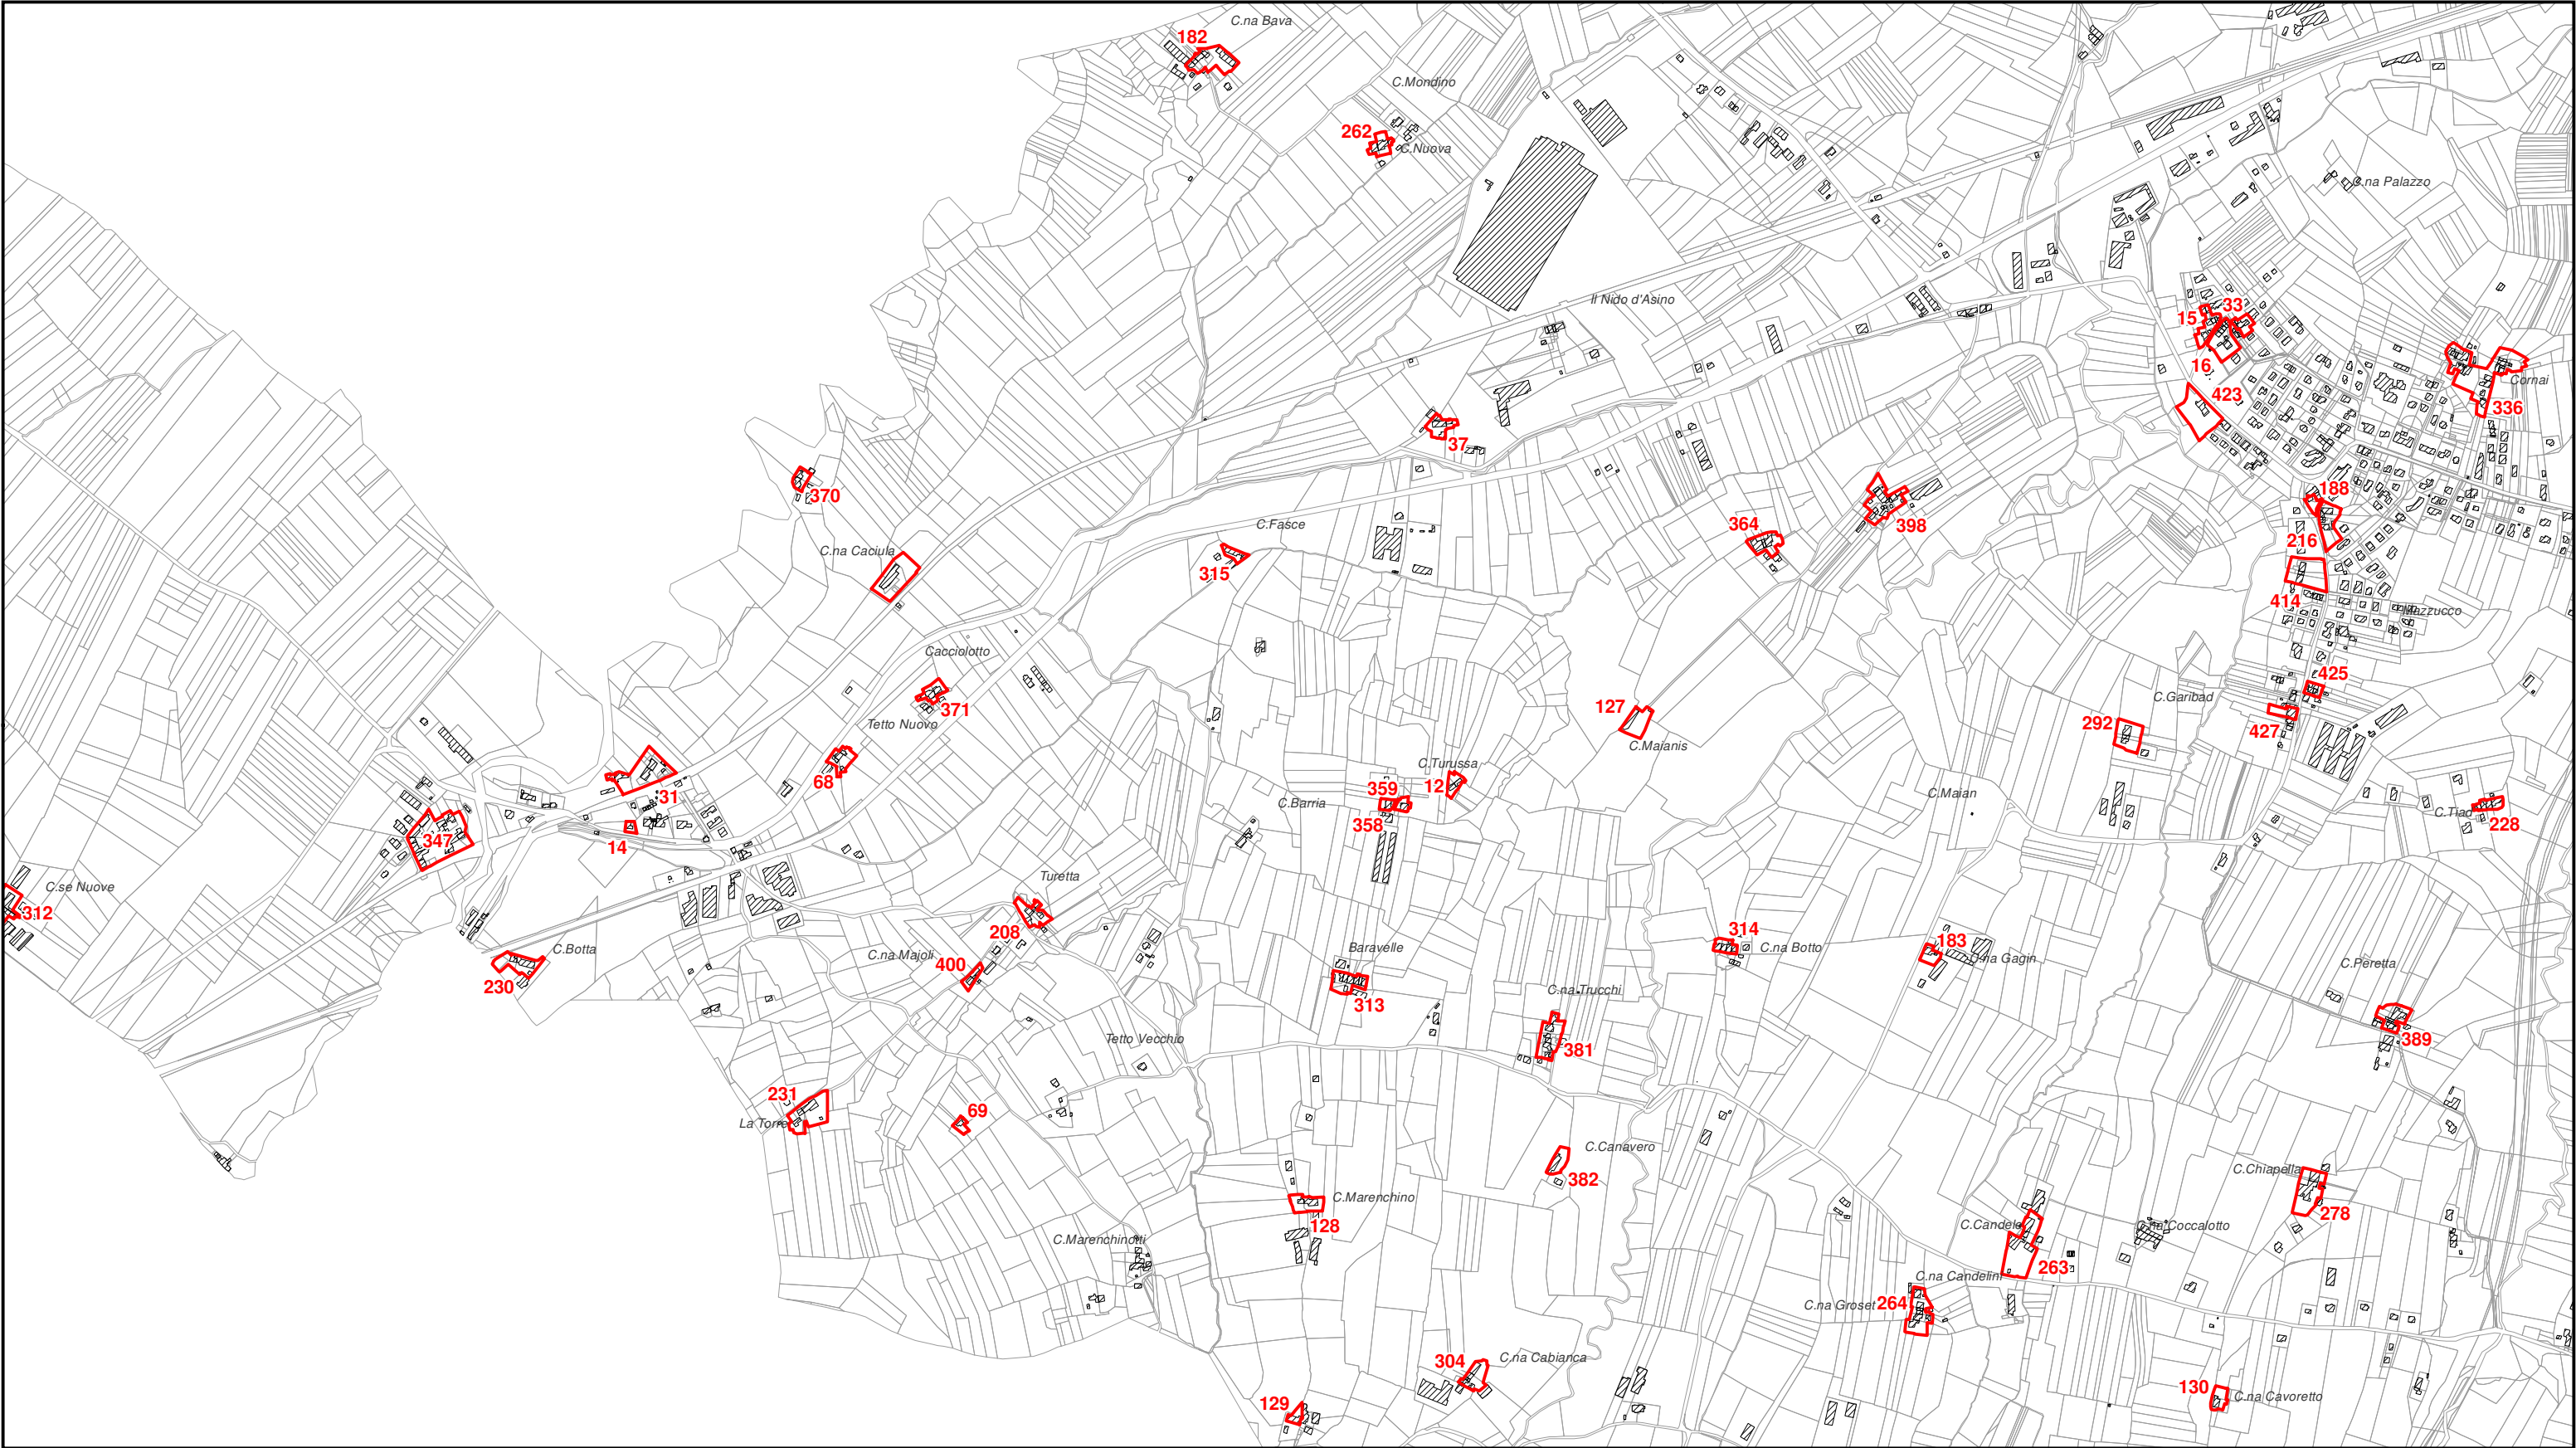 C.na Bava
182
C.Mondino
262
C.Nuova
C.na Palazzo
Il Nido d'Asino
33
15
16
Cornai
423
336
37
370
188
398
364
C.Fasce
216
C.na Caciula
315
414
Mazzucco
Cacciolotto
425
C.Garibad
371
127
Tetto Nuovo
292
427
C.Maianis
C.Turussa
68
12
359
31
C.Barria
C.Maian
C.Tiad
358
228
347
14
Turetta
C.se Nuove
312
208
314
183
C.Botta
Baravelle
C.na Botto
C.na Majoli
C.na Gagin
400
C.Peretta
230
C.na Trucchi
313
Tetto Vecchio
389
381
231
69
La Torre
C.Canavero
C.Chiapella
382
C.Marenchino
278
128
C.Candele
C.na Coccalotto
C.Marenchinotti
263
C.na Candelini
264
C.na Groset
C.na Cabianca
304
130
C.na Cavoretto
129